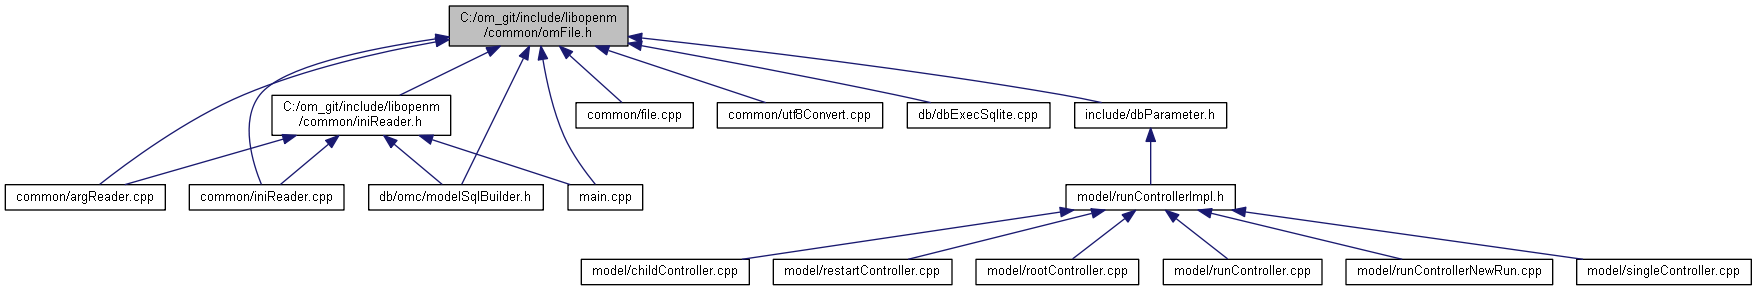 C:/om_git/include/libopenm
/common/omFile.h
C:/om_git/include/libopenm
/common/iniReader.h
common/file.cpp
common/utf8Convert.cpp
db/dbExecSqlite.cpp
include/dbParameter.h
common/argReader.cpp
common/iniReader.cpp
db/omc/modelSqlBuilder.h
main.cpp
model/runControllerImpl.h
model/childController.cpp
model/restartController.cpp
model/rootController.cpp
model/runController.cpp
model/runControllerNewRun.cpp
model/singleController.cpp